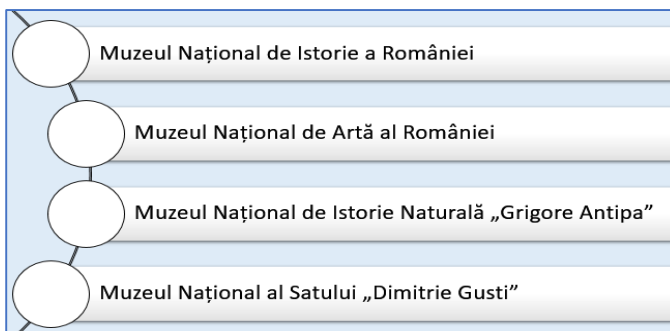 Muzeul Național de Istorie a României
Muzeul Național de Artă al României
Muzeul Național de Istorie Naturală „Grigore Antipa”
Muzeul Național al Satului „Dimitrie Gusti”